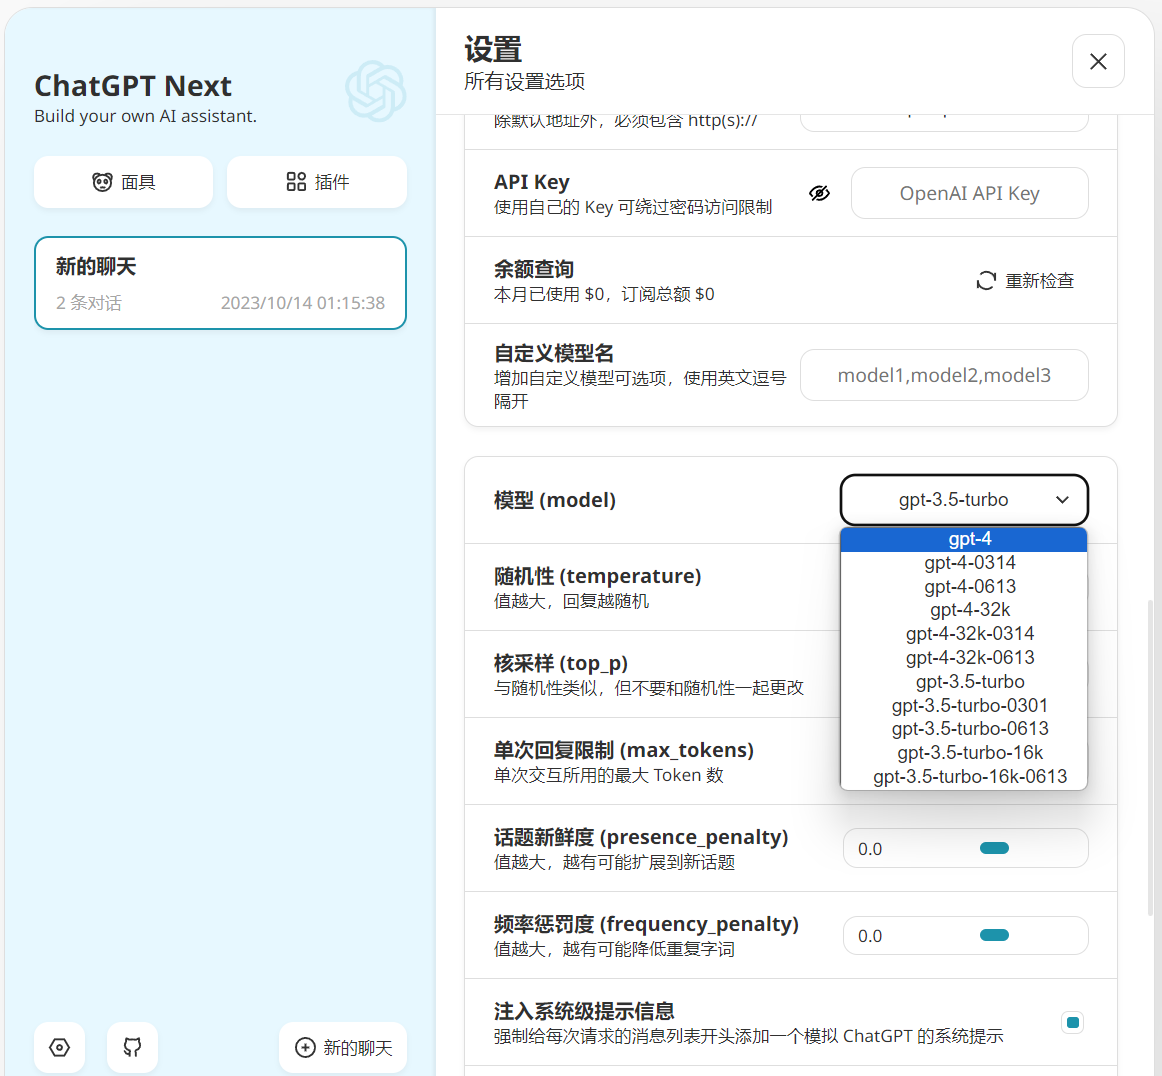 ChatGPT Next
Build your own AI assistant.
面具
插件
新的聊天
2 条对话
2023/10/14 01:15:38
新的聊天
设置
所有设置选项
除默认地址外，必须包含 http(s)://
API Key
使用自己的 Key 可绕过密码访问限制
OpenAI API Key
余额查询
本月已使用 $0，订阅总额 $0
重新检查
自定义模型名
增加自定义模型可选项，使用英文逗号
隔开
model1,model2,model3
模型 (model)
gpt-3.5-turbo
gpt-4
gpt-4-0314
gpt-4-0613
gpt-4-32k
gpt-4-32k-0314
gpt-4-32k-0613
gpt-3.5-turbo
gpt-3.5-turbo-0301
gpt-3.5-turbo-0613
gpt-3.5-turbo-16k
gpt-3.5-turbo-16k-0613
随机性 (temperature)
值越大，回复越随机
核采样 (top_p)
与随机性类似，但不要和随机性一起更改
单次回复限制 (max_tokens)
单次交互所用的最大 Token 数
话题新鲜度 (presence_penalty)
值越大，越有可能扩展到新话题
0.0
频率惩罚度 (frequency_penalty)
值越大，越有可能降低重复字词
0.0
注入系统级提示信息
强制给每次请求的消息列表开头添加一个模拟 ChatGPT 的系统提示